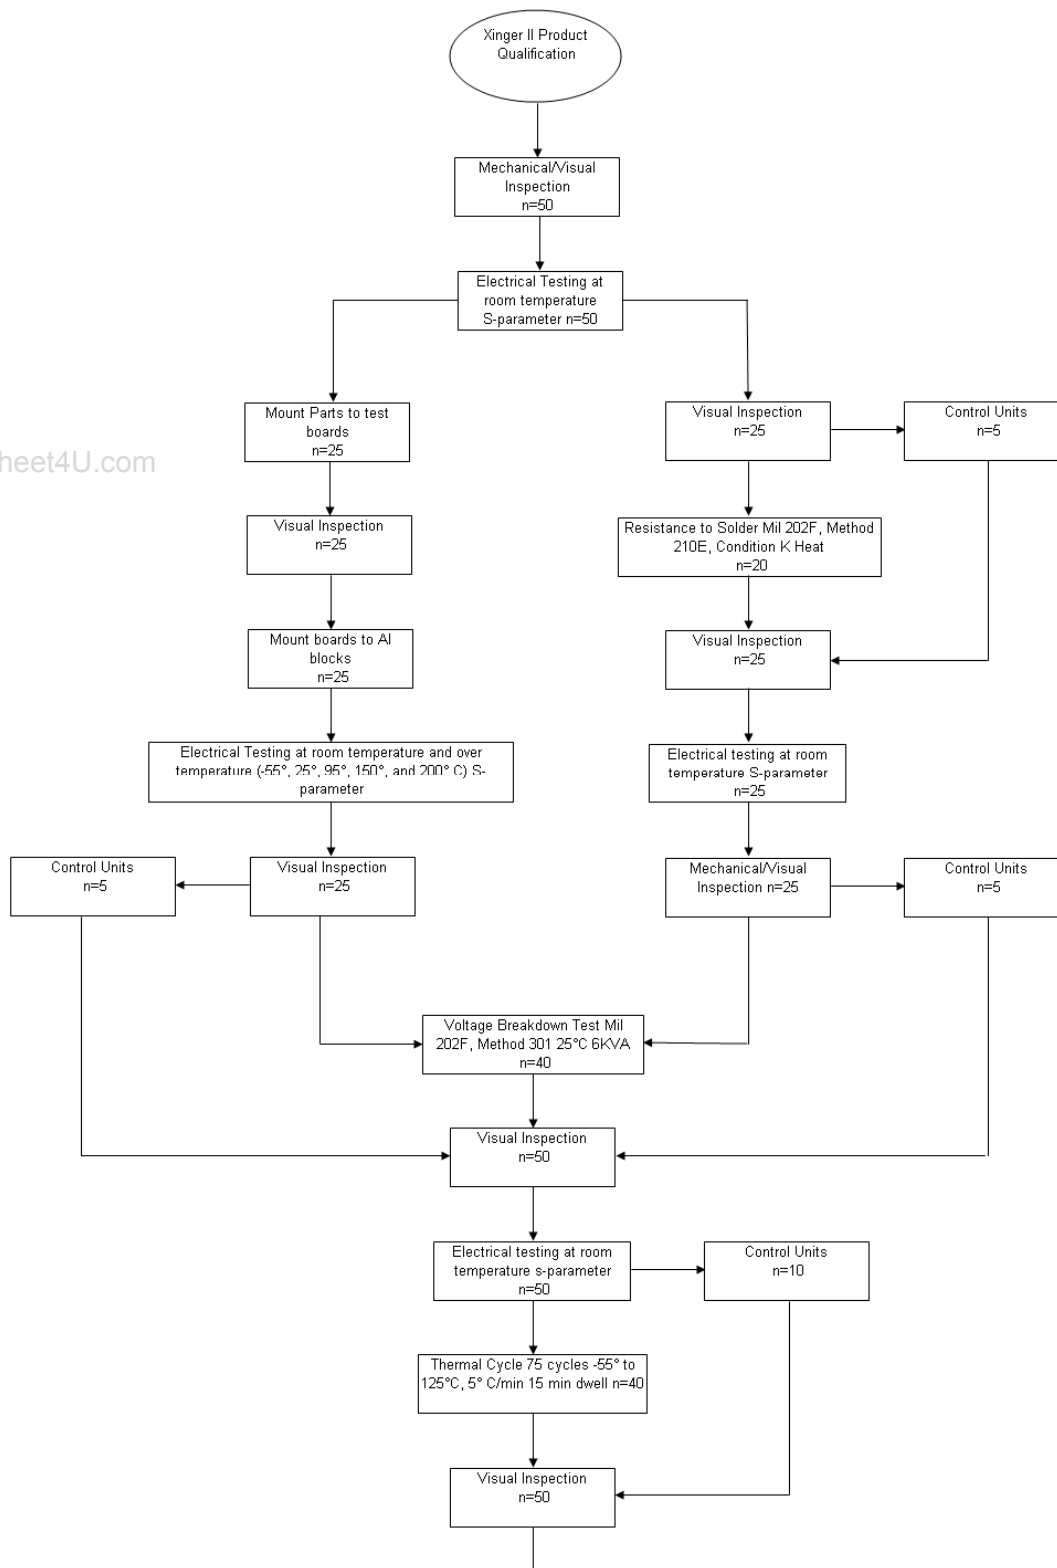 Xinger II Product
Qualification
Mechanical/Visual
Inspection
n=50
Electrical Testing at
room temperature
S-parameter n=50
Mount Parts to test
boards
n=25
Visual Inspection
n=25
Control Units
n=5
heet4U.com
Visual Inspection
n=25
Resistance to Solder Mil 202F, Method
210E, Condition K Heat
n=20
Mount boards to Al
blocks
n=25
Visual Inspection
n=25
Electrical Testing at room temperature and over
temperature (-55°, 25°, 95°, 150°, and 200° C) S-
parameter
Electrical testing at room
temperature S-parameter
n=25
Control Units
n=5
Visual Inspection
n=25
Mechanical/Visual
Inspection n=25
Control Units
n=5
Voltage Breakdown Test Mil
202F, Method 301 25°C 6KVA
n=40
Visual Inspection
n=50
Electrical testing at room
temperature s-parameter
n=50
Control Units
n=10
Thermal Cycle 75 cycles -55° to
125°C, 5° C/min 15 min dwell n=40
Visual Inspection
n=50